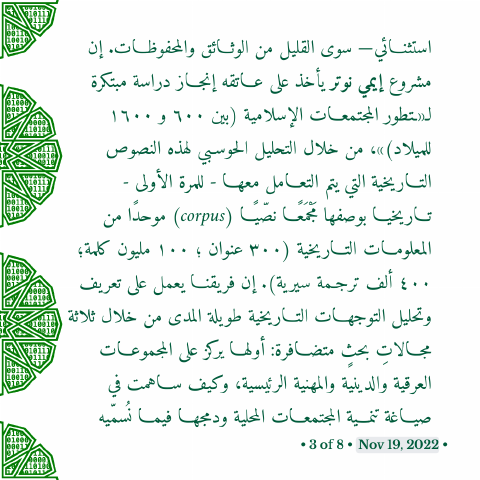 استثنائي— سوى القليل من الوثائق والمحفوظات. إن
مشروع إيمي نوتر يأخذ على عاتقه إنجاز دراسة مبتكرة
لـ«تطور المجتمعات الإسلامية (بين ٦٠٠ و ١٦٠٠
للميلاد)»، من خلال التحليل الحوسبي لهذه النصوص
التاريخية التي يتم التعامل معها - للمرة الأولى -
تاريخيا بوصفها مَجْمَعًا نصّيًا (corpus) موحدًا من
المعلومات التاريخية (٣٠٠ عنوان ؛ ١٠٠ مليون كلمة؛
٤٠٠ ألف ترجمة سيرية). إن فريقنا يعمل على تعريف
وتحليل التوجهات التاريخية طويلة المدى من خلال ثلاثة
مجالاتِ بحثٍ متضافرة: أولها يركز على المجموعات
العرقية والدينية والمهنية الرئيسية، وكيف ساهمت في
صياغة تنمية المجتمعات المحلية ودمجها فيما نُسمّيه
• 3 of 8 • Nov 19, 2022 •